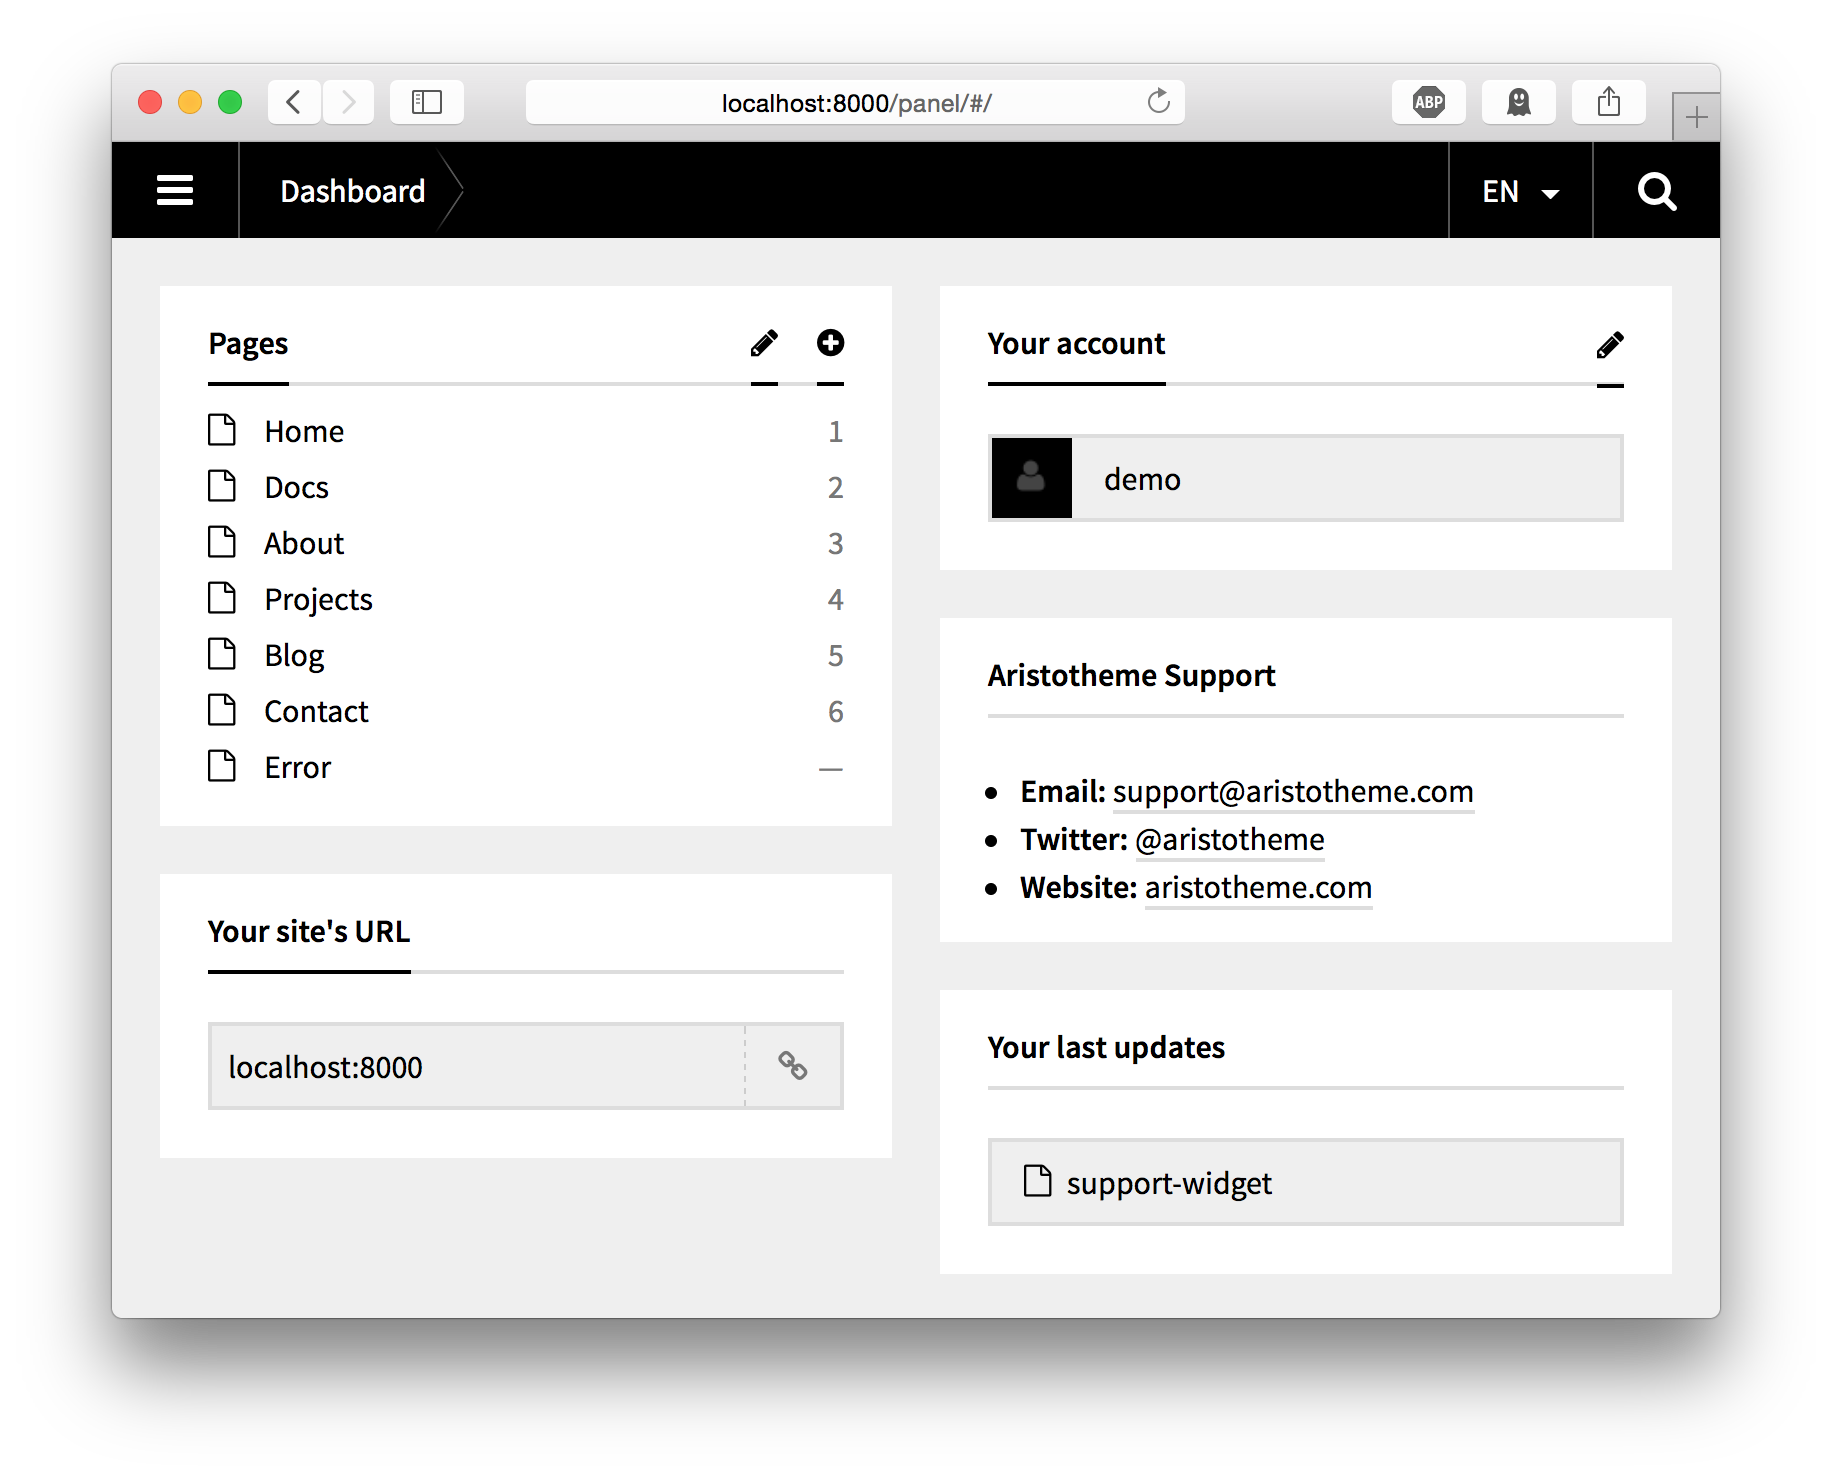 localhost:8000/panel/#/
ABP
Dashboard
EN
Pages
Home 1
Docs 2
About 3
Projects 4
Blog 5
Contact 6
Error —
Your site's URL
localhost:8000
Your account
demo
Aristotheme Support
Email: support@aristotheme.com
Twitter: @aristotheme
Website: aristotheme.com
Your last updates
support-widget